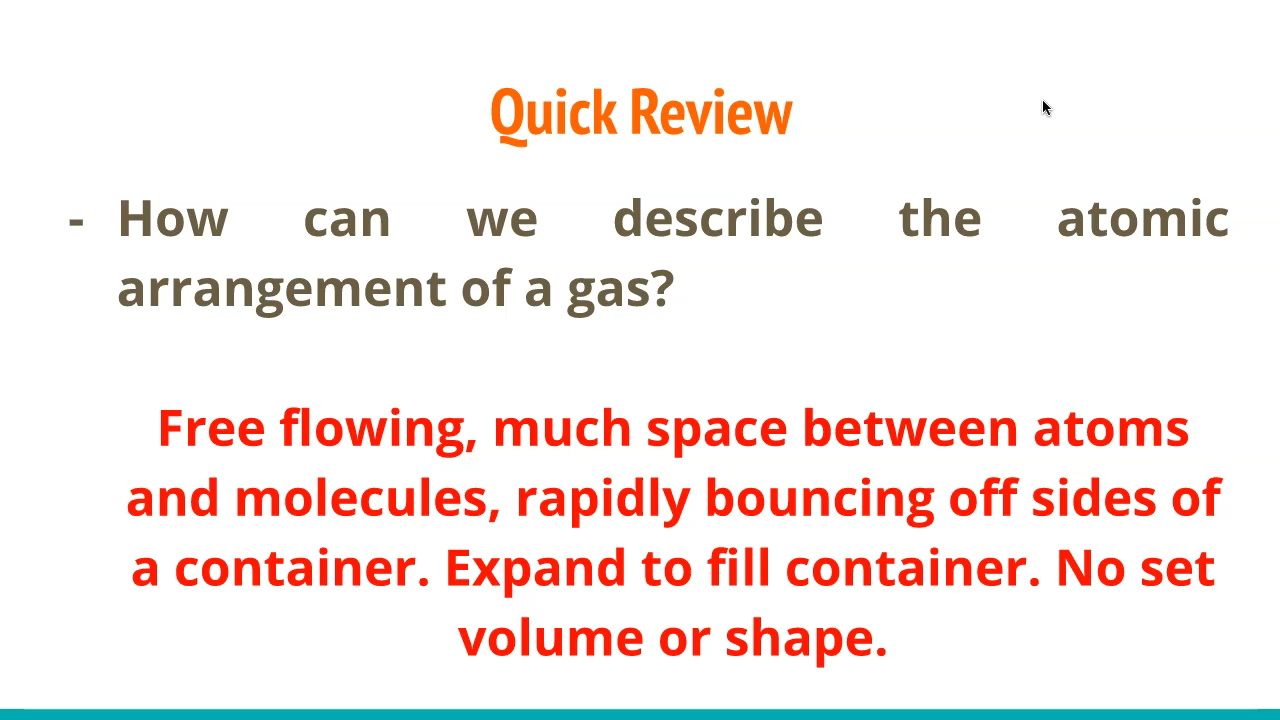 Quick Review
- How can we describe the atomic
arrangement of a gas?
Free flowing, much space between atoms
and molecules, rapidly bouncing off sides of
a container. Expand to fill container. No set
volume or shape.